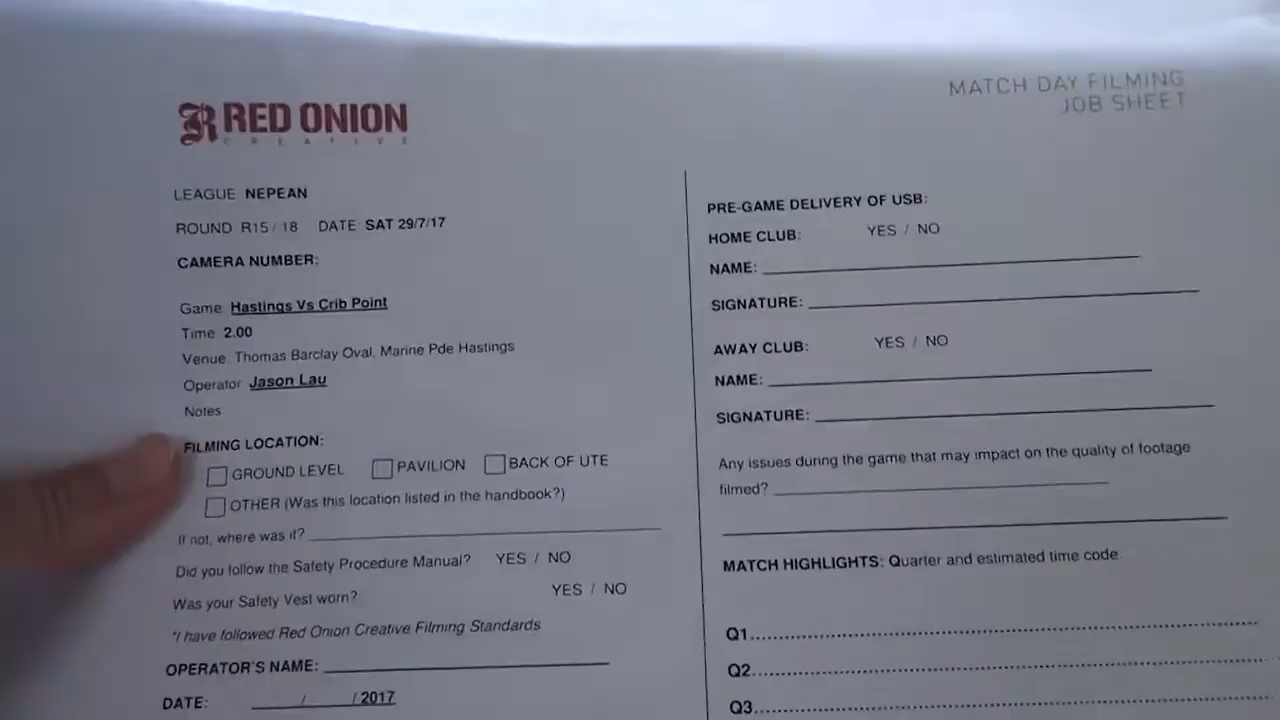 RED ONION
CREATIVE
MATCH DAY FILMING
JOB SHEET
LEAGUE NEPEAN
ROUND R15 / 18 DATE SAT 29/7/17
CAMERA NUMBER:
Game Hastings Vs Crib Point
Time 2.00
Venue Thomas Barclay Oval, Marine Pde Hastings
Operator Jason Lau
Notes
FILMING LOCATION:
GROUND LEVEL PAVILION BACK OF UTE
OTHER (Was this location listed in the handbook?)
If not, where was it?
Did you follow the Safety Procedure Manual? YES / NO
Was your Safety Vest worn? YES / NO
*I have followed Red Onion Creative Filming Standards
OPERATOR'S NAME:
DATE: / /2017
PRE-GAME DELIVERY OF USB:
HOME CLUB: YES / NO
NAME:
SIGNATURE:
AWAY CLUB: YES / NO
NAME:
SIGNATURE:
Any issues during the game that may impact on the quality of footage
filmed?
MATCH HIGHLIGHTS: Quarter and estimated time code.
Q1
Q2
Q3